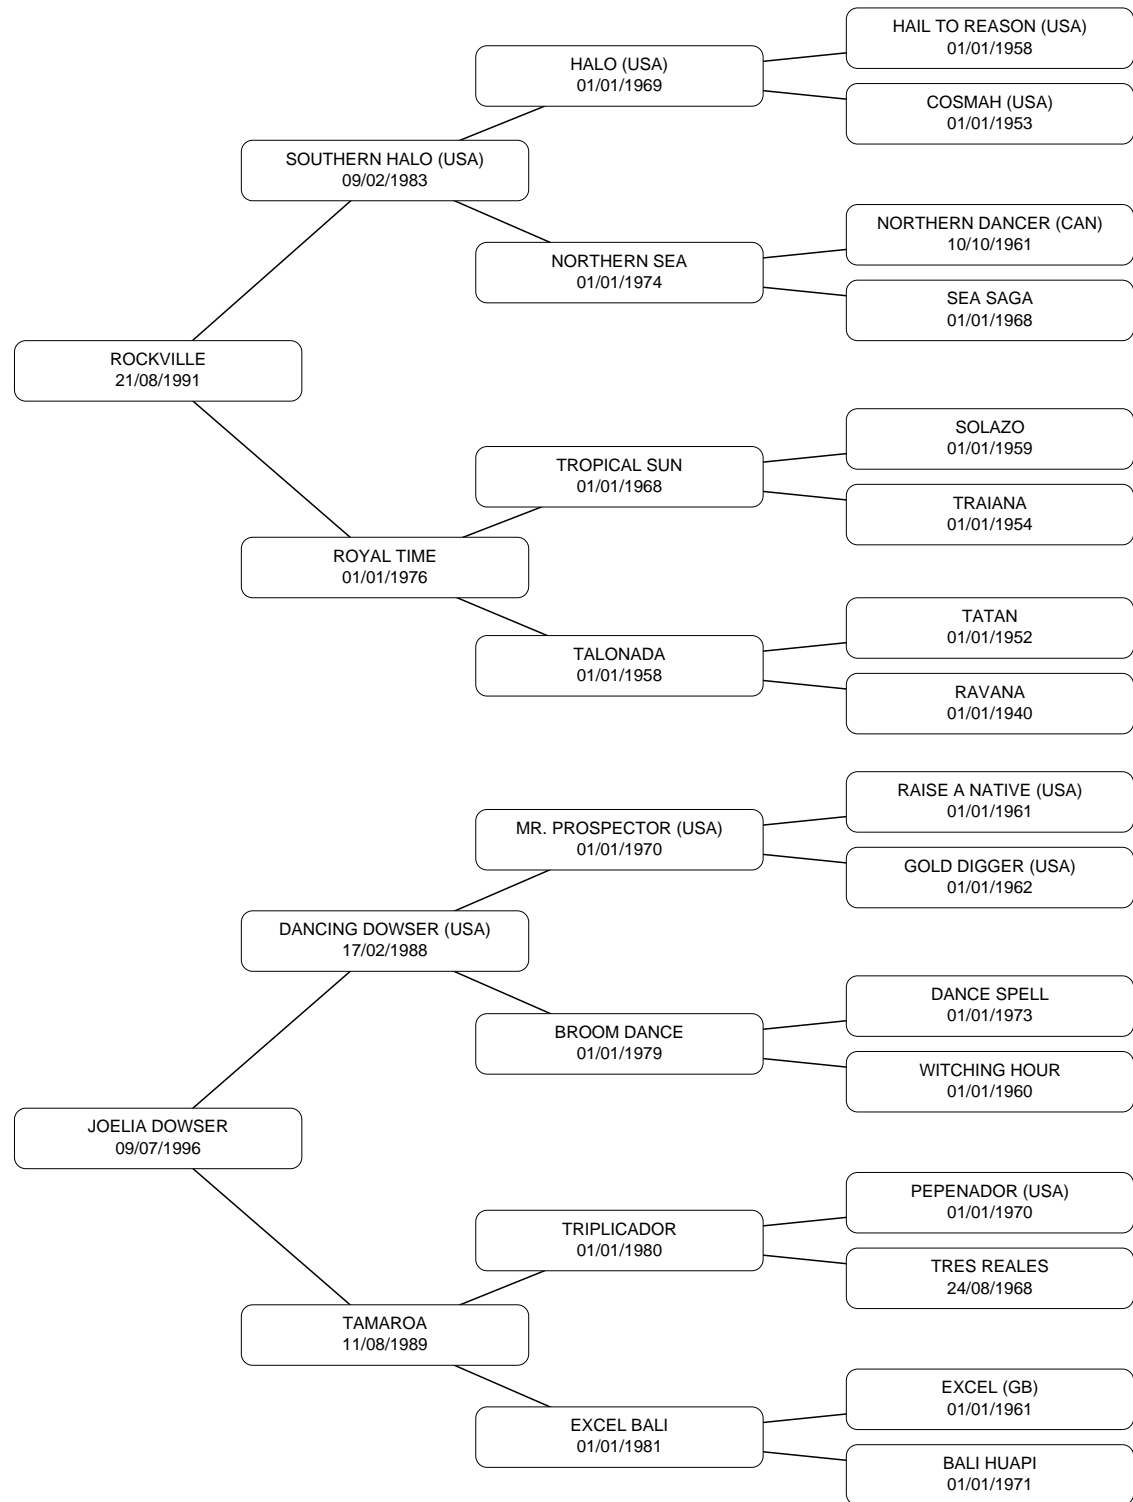 HAIL TO REASON (USA)
01/01/1958
HALO (USA)
01/01/1969
COSMAH (USA)
01/01/1953
SOUTHERN HALO (USA)
09/02/1983
NORTHERN DANCER (CAN)
10/10/1961
NORTHERN SEA
01/01/1974
SEA SAGA
01/01/1968
ROCKVILLE
21/08/1991
SOLAZO
01/01/1959
TROPICAL SUN
01/01/1968
TRAIANA
01/01/1954
ROYAL TIME
01/01/1976
TATAN
01/01/1952
TALONADA
01/01/1958
RAVANA
01/01/1940
RAISE A NATIVE (USA)
01/01/1961
MR. PROSPECTOR (USA)
01/01/1970
GOLD DIGGER (USA)
01/01/1962
DANCING DOWSER (USA)
17/02/1988
DANCE SPELL
01/01/1973
BROOM DANCE
01/01/1979
WITCHING HOUR
01/01/1960
JOELIA DOWSER
09/07/1996
PEPENADOR (USA)
01/01/1970
TRIPLICADOR
01/01/1980
TRES REALES
24/08/1968
TAMAROA
11/08/1989
EXCEL (GB)
01/01/1961
EXCEL BALI
01/01/1981
BALI HUAPI
01/01/1971